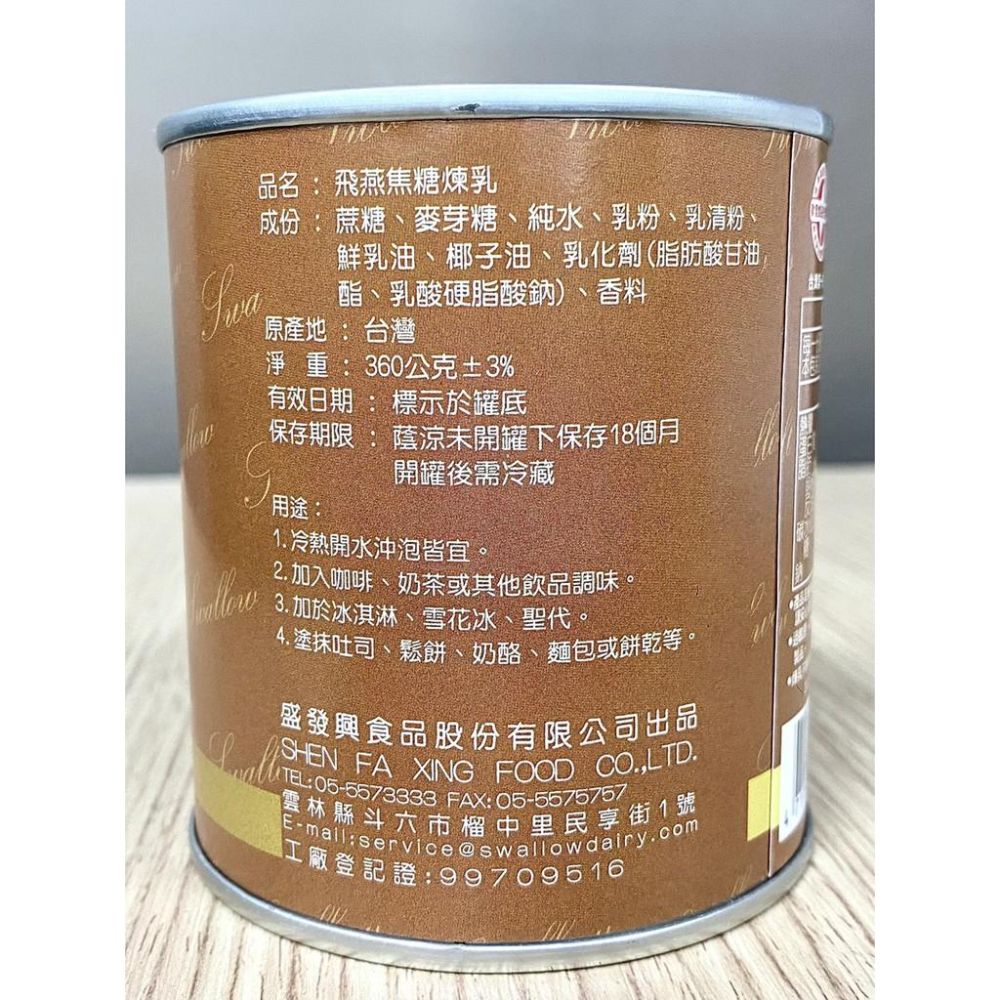 品名：飛燕焦糖煉乳
成份：蔗糖、麥芽糖、純水、乳粉、乳清粉、
鮮乳油、椰子油、乳化劑(脂肪酸甘油
酯、乳酸硬脂酸鈉)、香料
原產地：台灣
淨 重：360公克±3%
有效日期：標示於罐底
保存期限：蔭涼未開罐下保存18個月
開罐後需冷藏
用途：
1.冷熱開水沖泡皆宜。
2.加入咖啡、奶茶或其他飲品調味。
3.加於冰淇淋、雪花冰、聖代。
4.塗抹吐司、鬆餅、奶酪、麵包或餅乾等。
盛發興食品股份有限公司出品
SHEN FA XING FOOD CO.,LTD.
TEL:05-5573333 FAX:05-5575757
雲林縣斗六市榴中里民享街1號
E-mail:service@swallowdairy.com
工廠登記證:99709516
Swallow